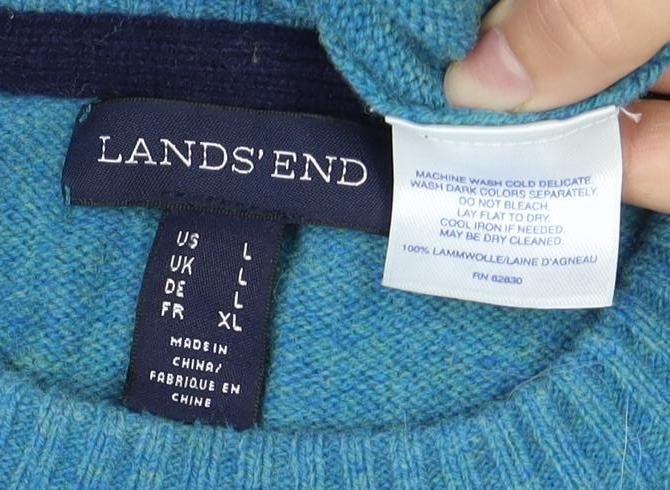 LANDS' END
US L
UK L
DE L
FR XL
MADE IN
CHINA/
FABRIQUE EN
CHINE
MACHINE WASH COLD DELICATE.
WASH DARK COLORS SEPARATELY.
DO NOT BLEACH.
LAY FLAT TO DRY.
COOL IRON IF NEEDED.
MAY BE DRY CLEANED.
100% LAMMWOLLE/LAINE D'AGNEAU
RN 62830